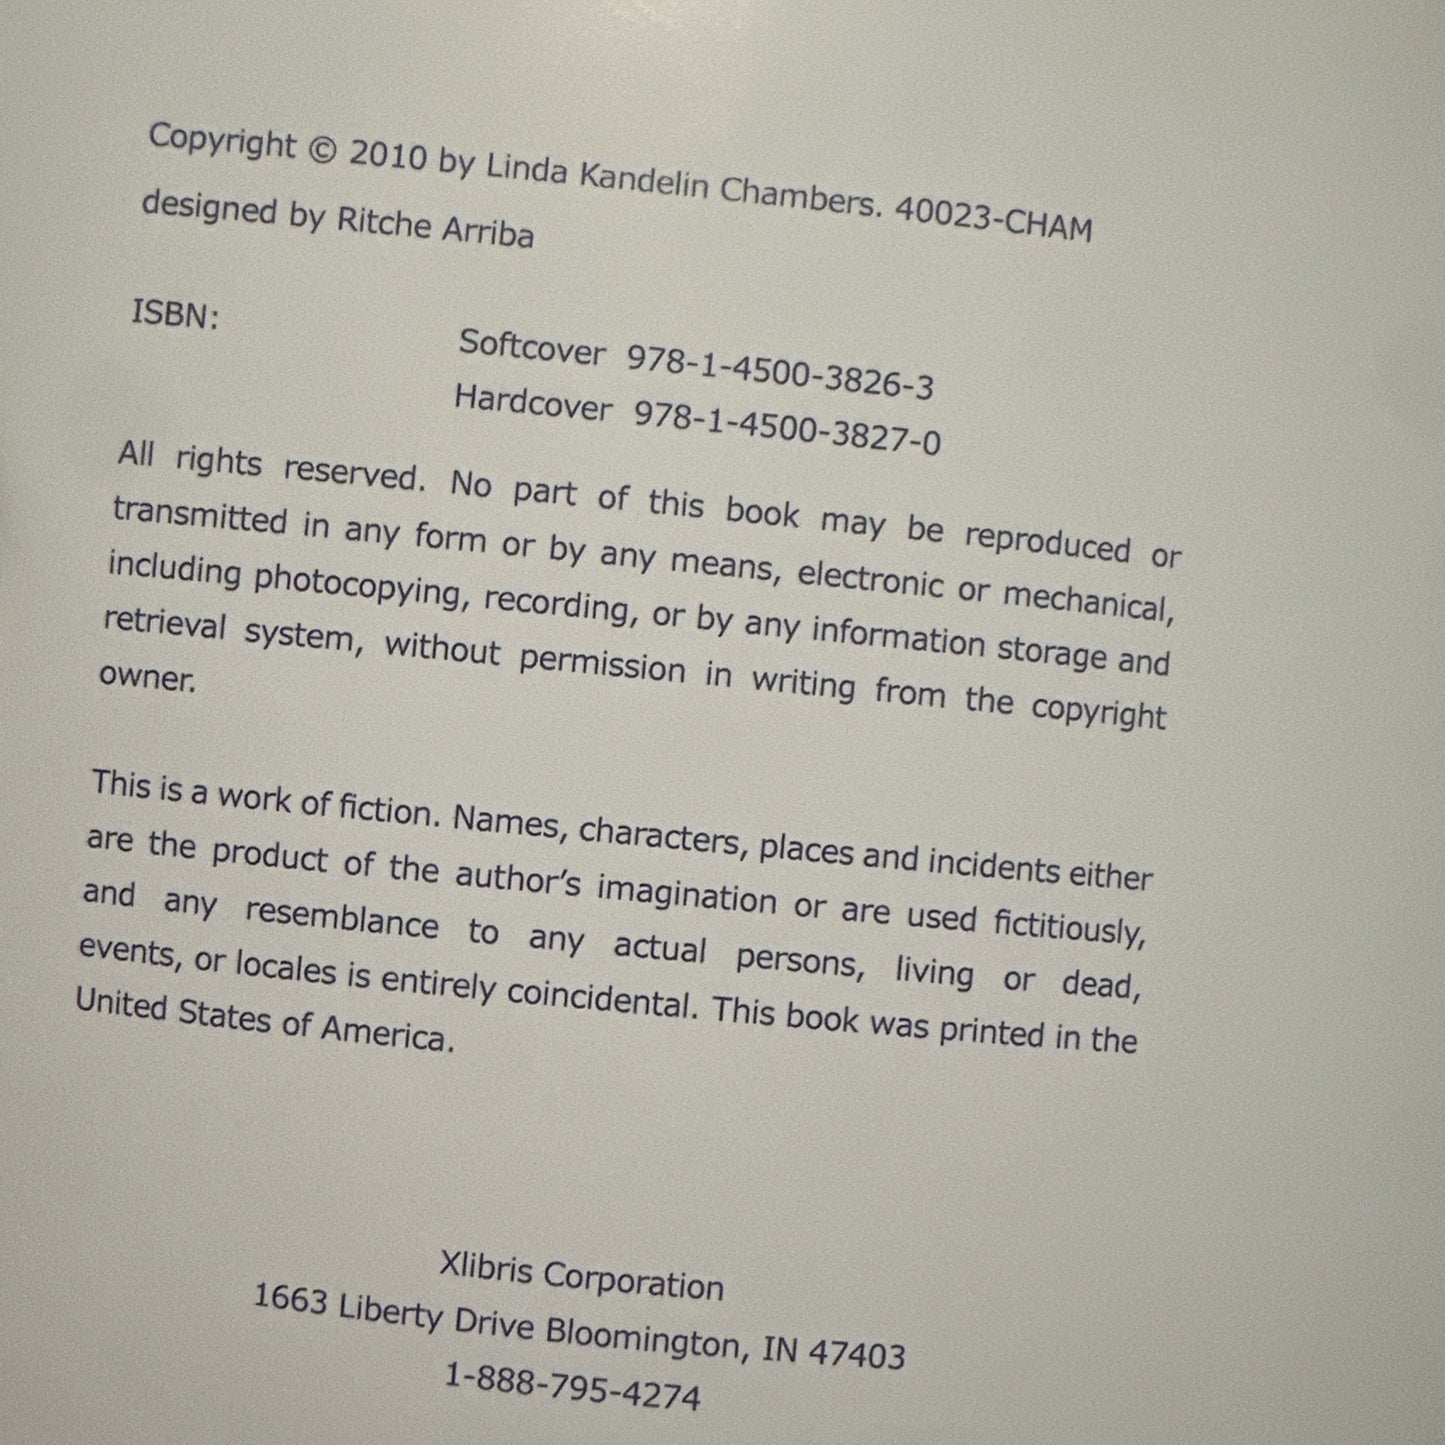 Copyright © 2010 by Linda Kandelin Chambers. 40023-CHAM
designed by Ritche Arriba
ISBN:
Softcover 978-1-4500-3826-3
Hardcover 978-1-4500-3827-0
All rights reserved. No part of this book may be reproduced or
transmitted in any form or by any means, electronic or mechanical,
including photocopying, recording, or by any information storage and
retrieval system, without permission in writing from the copyright
owner.
This is a work of fiction. Names, characters, places and incidents either
are the product of the author's imagination or are used fictitiously,
and any resemblance to any actual persons, living or dead,
events, or locales is entirely coincidental. This book was printed in the
United States of America.
Xlibris Corporation
1663 Liberty Drive Bloomington, IN 47403
1-888-795-4274